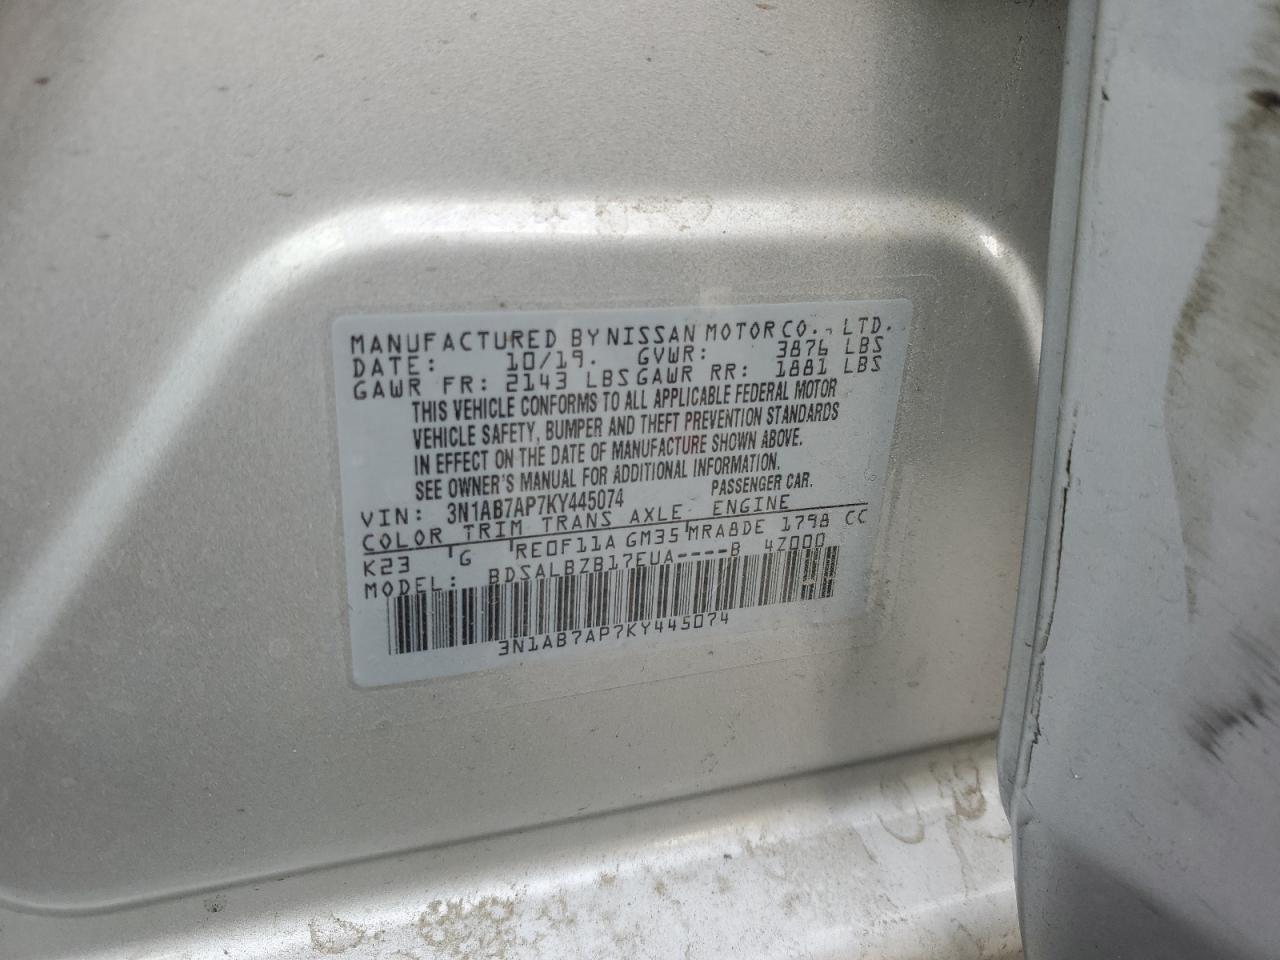 MANUFACTURED BY NISSAN MOTOR CO., LTD.
DATE: 10/19. GVWR: 3876 LBS
GAWR FR: 2143 LBS GAWR RR: 1881 LBS
THIS VEHICLE CONFORMS TO ALL APPLICABLE FEDERAL MOTOR
VEHICLE SAFETY, BUMPER AND THEFT PREVENTION STANDARDS
IN EFFECT ON THE DATE OF MANUFACTURE SHOWN ABOVE.
SEE OWNER'S MANUAL FOR ADDITIONAL INFORMATION.
VIN: 3N1AB7AP7KY445074 PASSENGER CAR.
COLOR TRIM TRANS AXLE ENGINE
K23 G RE0F11A GM35 MRA8DE 1798 CC
MODEL: BDSALBZB17EUA----B 4Z000
3N1AB7AP7KY445074